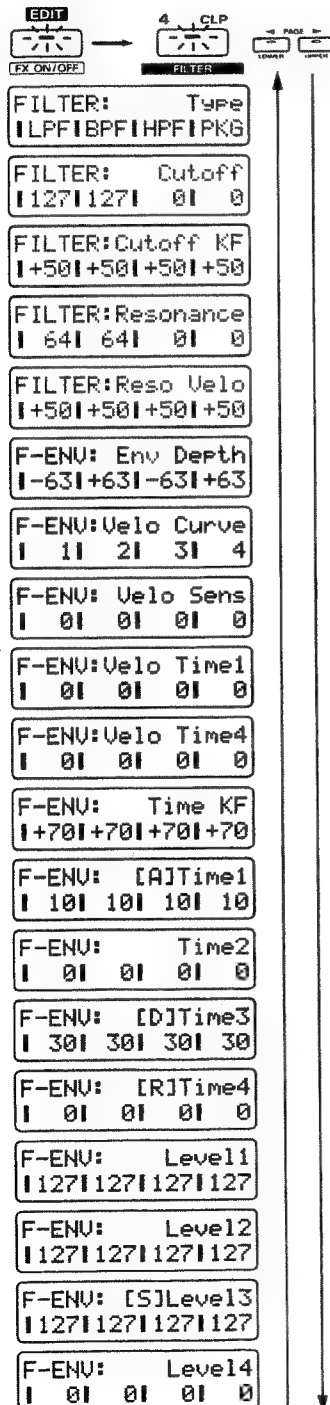 EDIT
4 CLP
◄ PAGE ►
FX ON/OFF
FILTER
LOWER UPPER
FILTER: Type
|LPF|BPF|HPF|PKG
FILTER: Cutoff
|127|127| 0| 0
FILTER:Cutoff KF
|+50|+50|+50|+50
FILTER:Resonance
| 64| 64| 0| 0
FILTER:Reso Velo
|+50|+50|+50|+50
F-ENV: Env Depth
|-63|+63|-63|+63
F-ENV:Velo Curve
| 1| 2| 3| 4
F-ENV: Velo Sens
| 0| 0| 0| 0
F-ENV:Velo Time1
| 0| 0| 0| 0
F-ENV:Velo Time4
| 0| 0| 0| 0
F-ENV: Time KF
|+70|+70|+70|+70
F-ENV: [A]Time1
| 10| 10| 10| 10
F-ENV: Time2
| 0| 0| 0| 0
F-ENV: [D]Time3
| 30| 30| 30| 30
F-ENV: [R]Time4
| 0| 0| 0| 0
F-ENV: Level1
|127|127|127|127
F-ENV: Level2
|127|127|127|127
F-ENV: [S]Level3
|127|127|127|127
F-ENV: Level4
| 0| 0| 0| 0